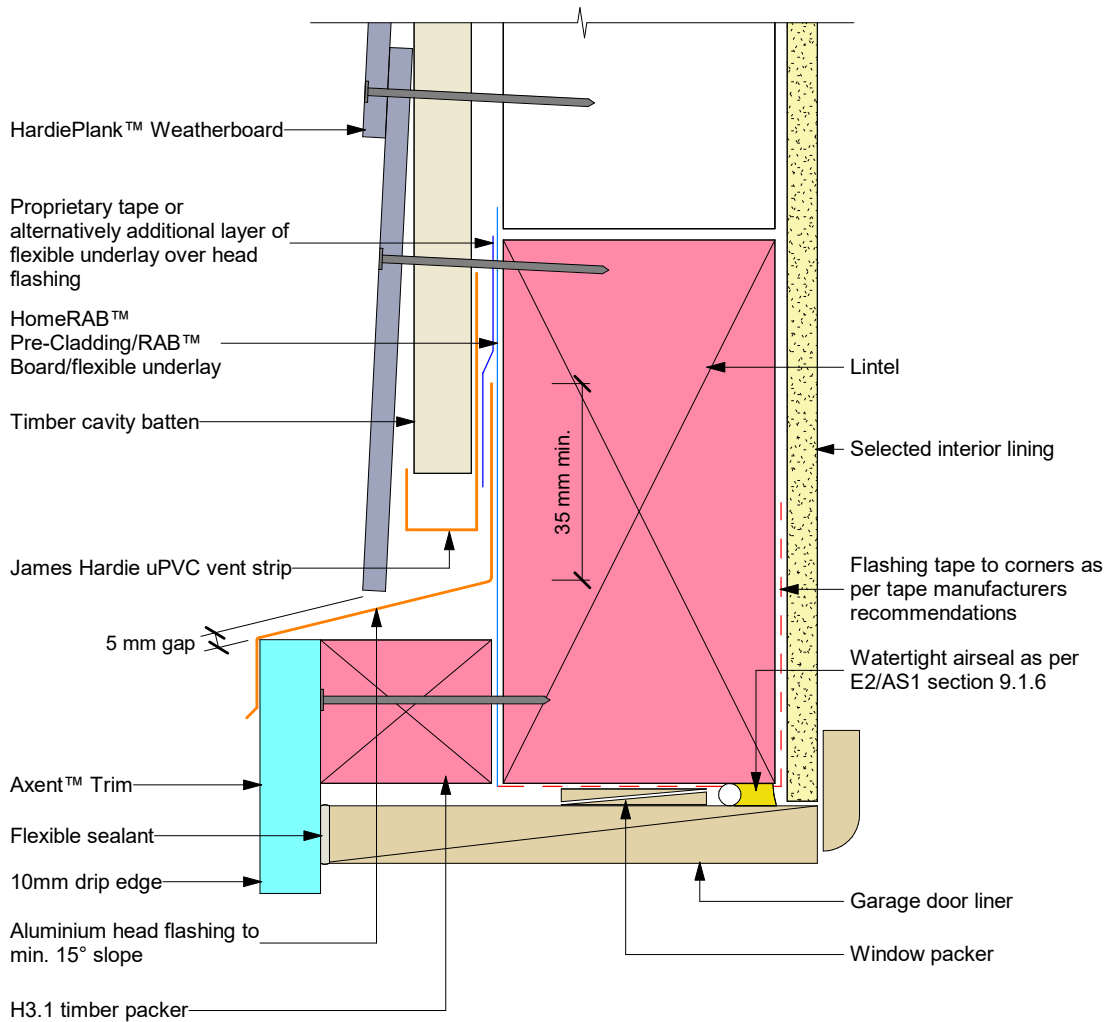 HardiePlank™ Weatherboard
Proprietary tape or
alternatively additional layer of
flexible underlay over head
flashing
HomeRAB™
Pre-Cladding/RAB™
Board/flexible underlay
Timber cavity batten
James Hardie uPVC vent strip
5 mm gap
Axent™ Trim
Flexible sealant
10mm drip edge
Aluminium head flashing to
min. 15° slope
H3.1 timber packer
35 mm min.
Lintel
Selected interior lining
Flashing tape to corners as
per tape manufacturers
recommendations
Watertight airseal as per
E2/AS1 section 9.1.6
Garage door liner
Window packer